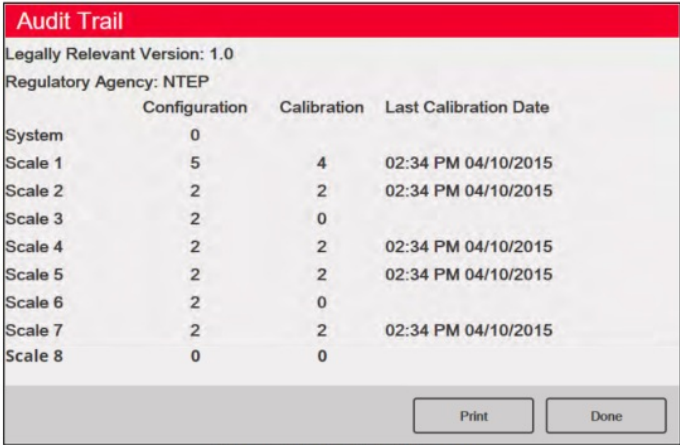 Audit Trail
Legally Relevant Version: 1.0
Regulatory Agency: NTEP
Configuration Calibration Last Calibration Date
System 0
Scale 1 5 4 02:34 PM 04/10/2015
Scale 2 2 2 02:34 PM 04/10/2015
Scale 3 2 0
Scale 4 2 2 02:34 PM 04/10/2015
Scale 5 2 2 02:34 PM 04/10/2015
Scale 6 2 0
Scale 7 2 2 02:34 PM 04/10/2015
Scale 8 0 0
Print Done